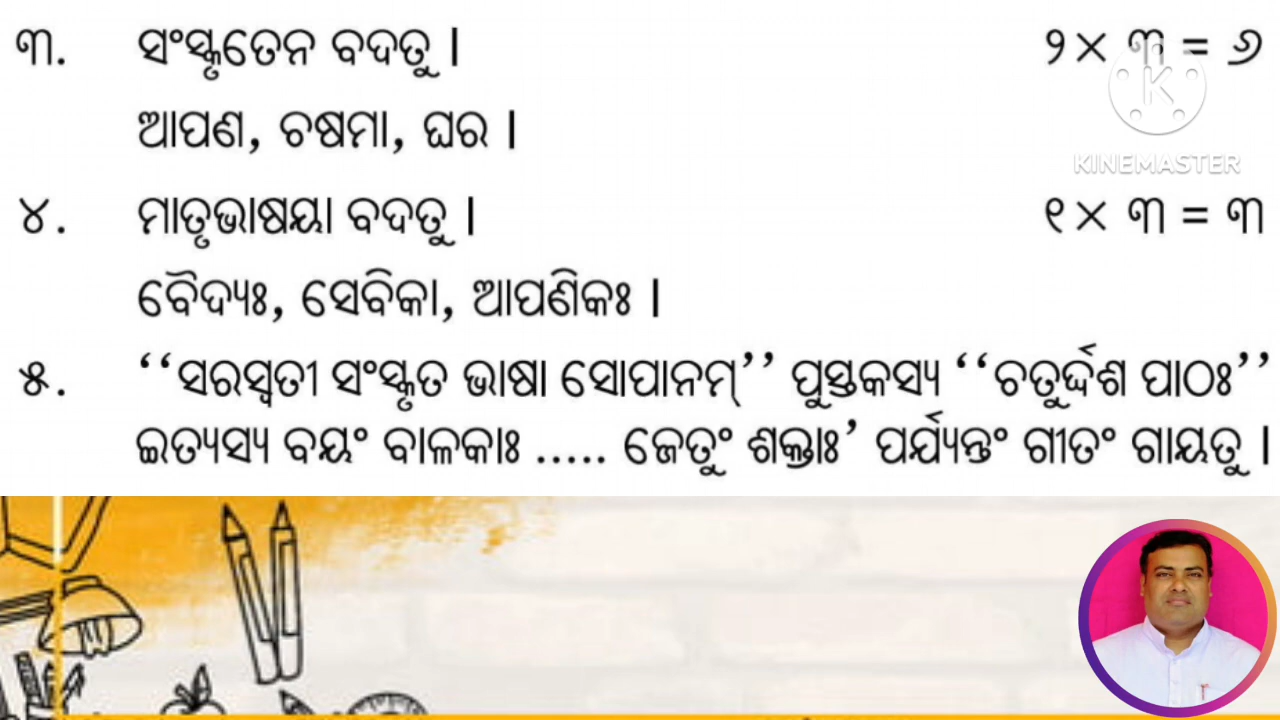 ୩. ସଂସ୍କୃତେନ ବଦତୁ । ୨ × ୩ = ୬
ଆପଣ, ଚଷମା, ଘର ।
KINEMASTER
୪. ମାତୃଭାଷୟା ବଦତୁ । ୧ × ୩ = ୩
ବୈଦ୍ୟଃ, ସେବିକା, ଆପଣିକଃ ।
୫. ‘‘ସରସ୍ୱତୀ ସଂସ୍କୃତ ଭାଷା ସୋପାନମ୍’’ ପୁସ୍ତକସ୍ୟ ‘‘ଚତୁର୍ଦ୍ଦଶ ପାଠଃ’’
ଇତ୍ୟସ୍ୟ ବୟଂ ବାଳକାଃ ..... ଜେତୁଂ ଶକ୍ତାଃ’ ପର୍ଯ୍ୟନ୍ତଂ ଗୀତଂ ଗାୟତୁ ।